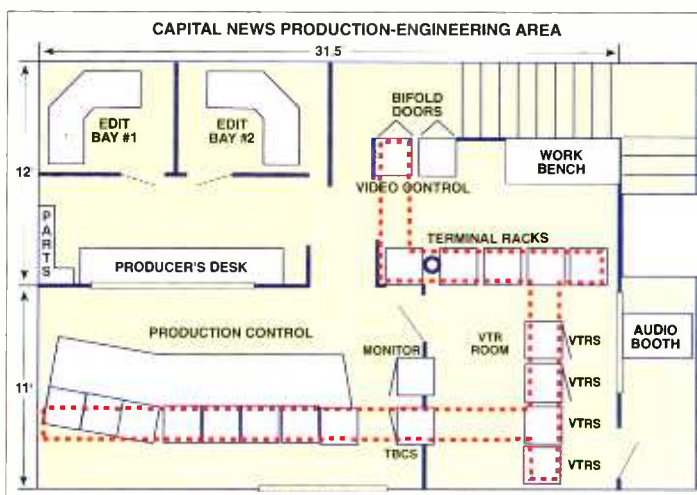 CAPITAL NEWS PRODUCTION-ENGINEERING AREA
31.5
BIFOLD
DOORS
EDIT
BAY #1
EDIT
BAY #2
12'
WORK
BENCH
VIDEO CONTROL
PARTS
TERMINAL RACKS
PRODUCER'S DESK
PRODUCTION CONTROL
MONITOR
VTR
ROOM
VTRS
AUDIO
BOOTH
VTRS
11'
VTRS
TBCS
VTRS